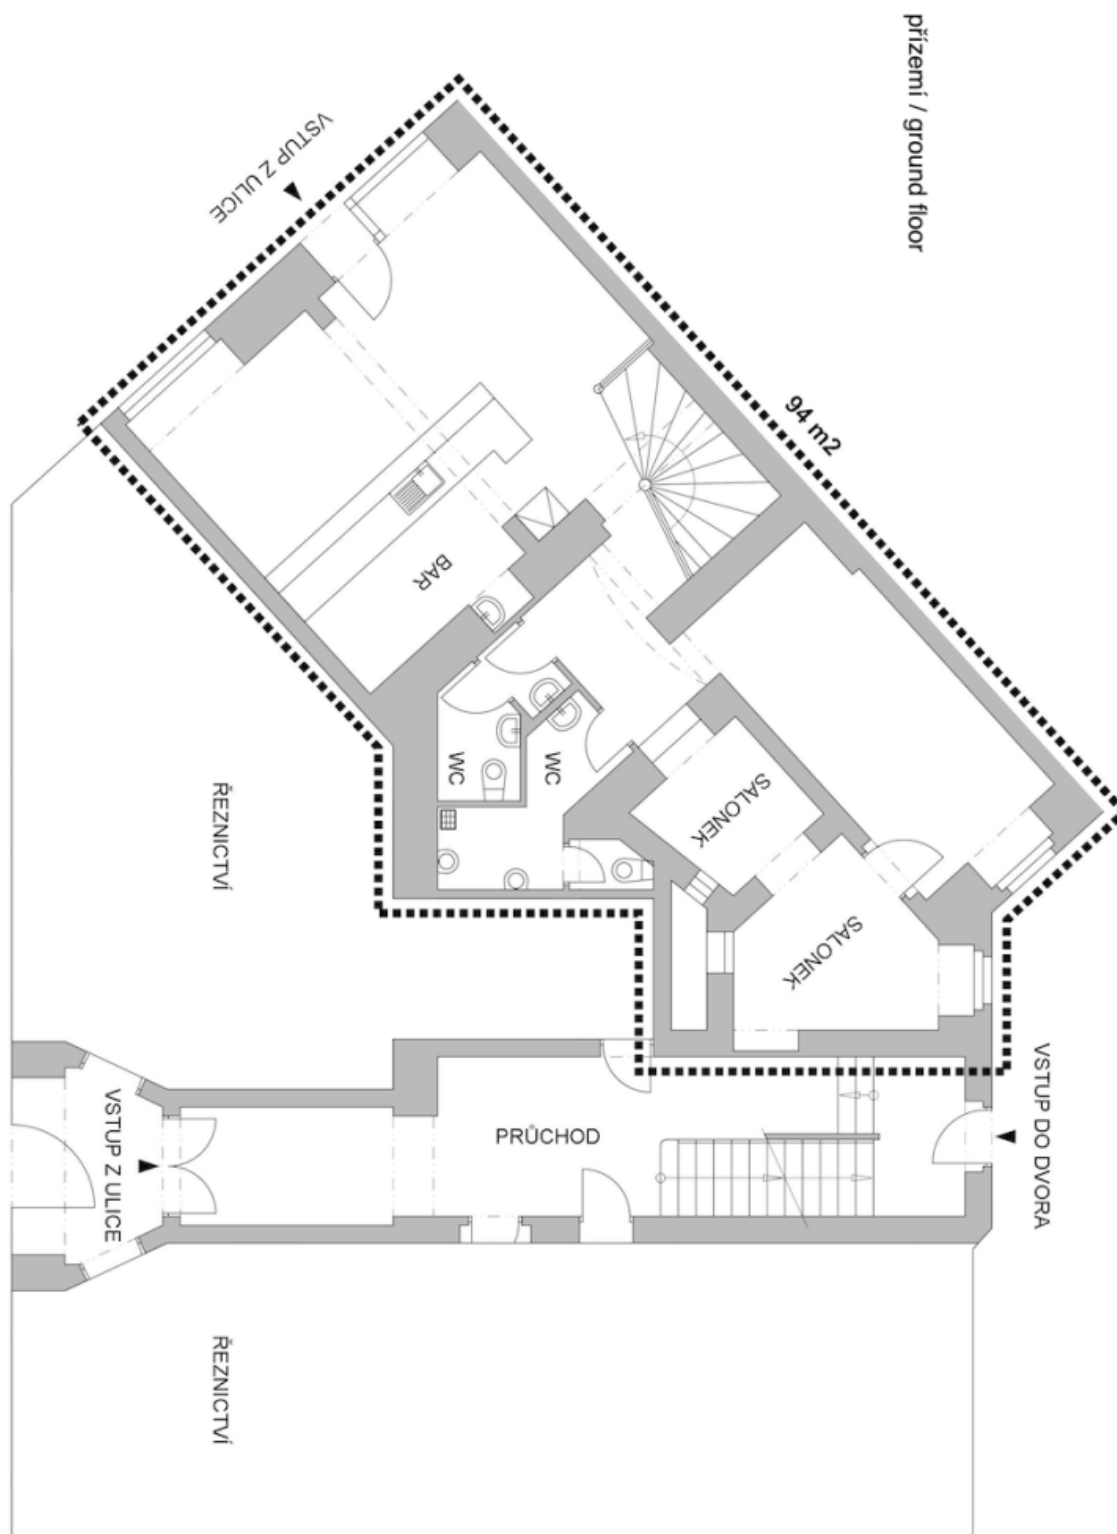 přízemí / ground floor
VSTUP Z ULICE
94 m2
BAR
WC
WC
SALONEK
SALONEK
ŘEZNICTVÍ
VSTUP DO DVORA
PRŮCHOD
VSTUP Z ULICE
ŘEZNICTVÍ